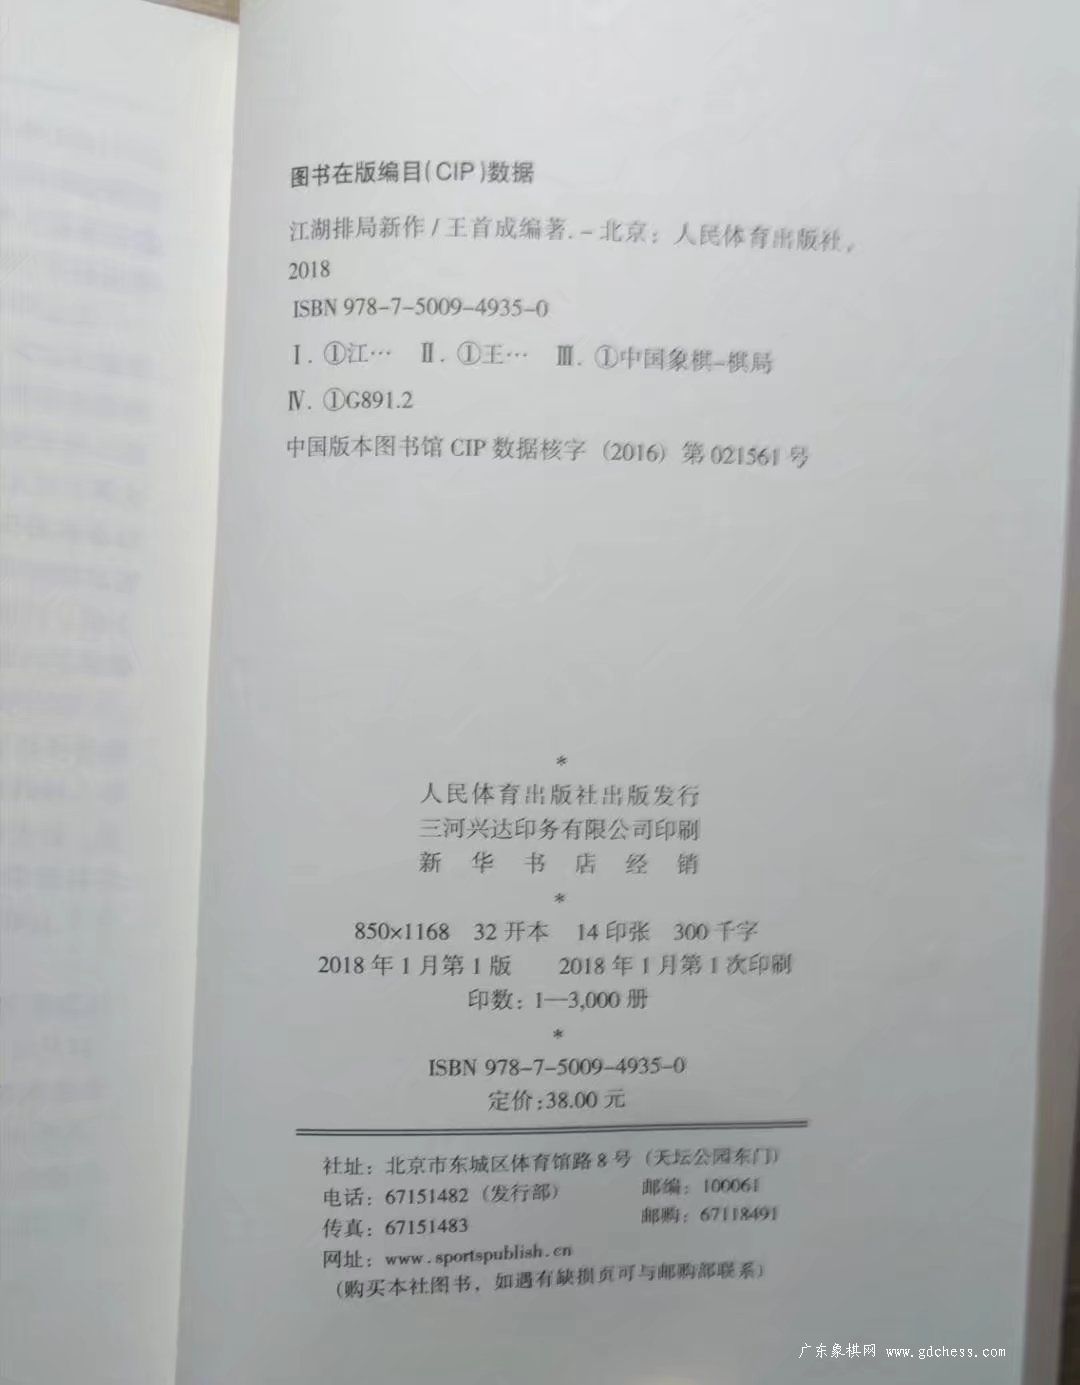 图书在版编目(CIP)数据
江湖排局新作/王首成编著.-北京:人民体育出版社,
2018
ISBN 978-7-5009-4935-0
Ⅰ.①江… Ⅱ.①王… Ⅲ.①中国象棋-棋局
Ⅳ.①G891.2
中国版本图书馆CIP数据核字(2016)第021561号
*
人民体育出版社出版发行
三河兴达印务有限公司印刷
新 华 书 店 经 销
*
850×1168 32开本 14印张 300千字
2018年1月第1版 2018年1月第1次印刷
印数:1—3,000册
*
ISBN 978-7-5009-4935-0
定价:38.00元
社址:北京市东城区体育馆路8号(天坛公园东门)
电话:67151482(发行部) 邮编:100061
传真:67151483 邮购:67118491
网址:www.sportspublish.cn
(购买本社图书,如遇有缺损页可与邮购部联系)
广东象棋网 www.gdchess.com